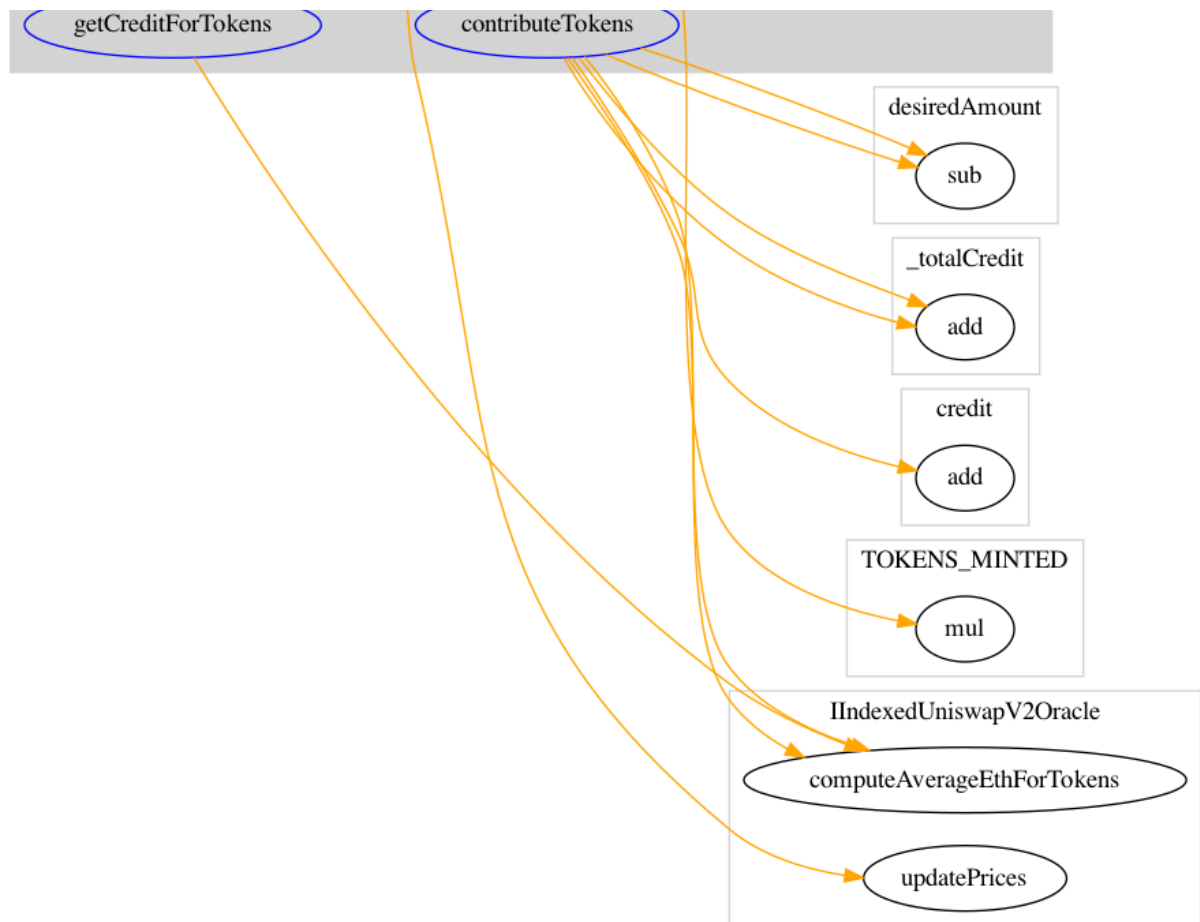 getCreditForTokens
contributeTokens
desiredAmount
sub
_totalCredit
add
credit
add
TOKENS_MINTED
mul
IIndexedUniswapV2Oracle
computeAverageEthForTokens
updatePrices